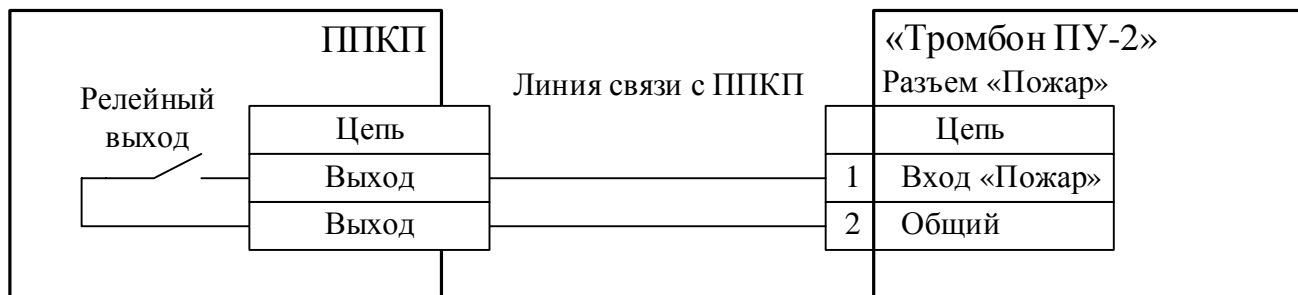 ППКП
«Тромбон ПУ-2»
Линия связи с ППКП
Разъем «Пожар»
Релейный
выход
Цепь
Цепь
Выход
1 Вход «Пожар»
Выход
2 Общий